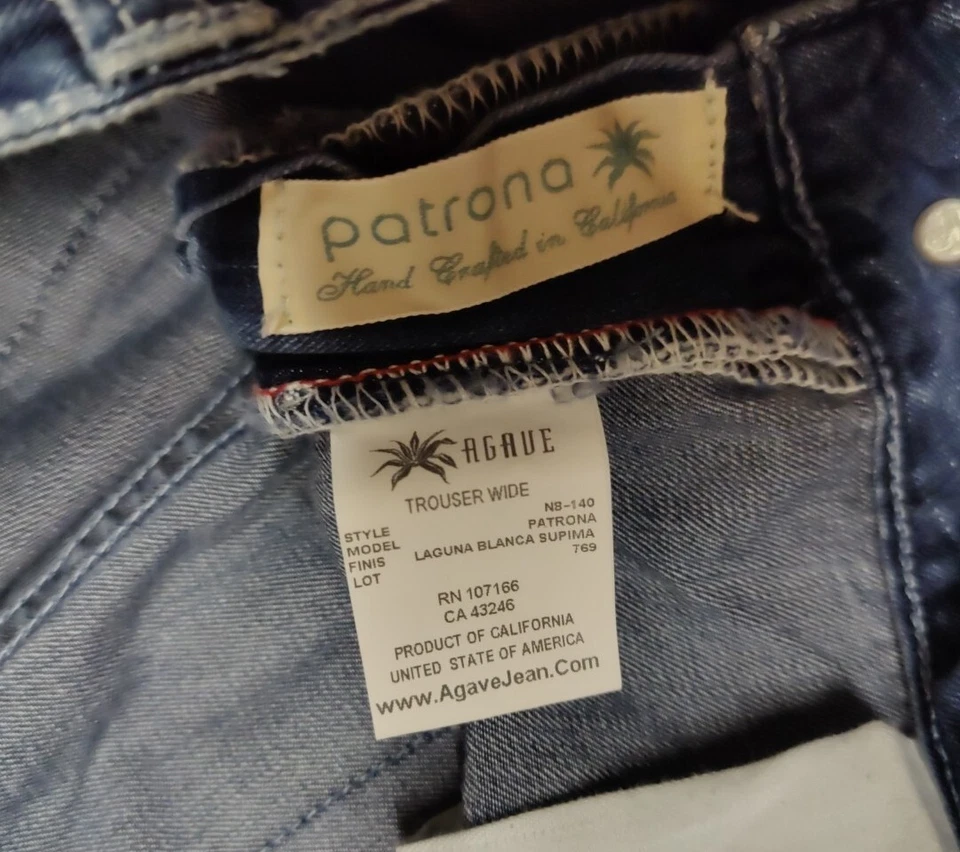 patrona
Hand Crafted in California
AGAVE
TROUSER WIDE
STYLE N8-140
MODEL PATRONA
FINIS LAGUNA BLANCA SUPIMA
LOT 769
RN 107166
CA 43246
PRODUCT OF CALIFORNIA
UNITED STATE OF AMERICA
www.AgaveJean.Com